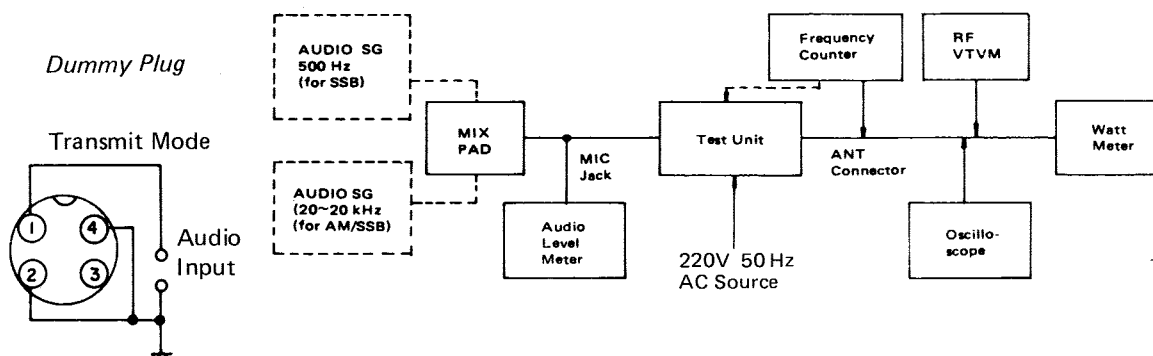 Dummy Plug
Transmit Mode
1
4
2
3
Audio
Input
AUDIO SG
500 Hz
(for SSB)
AUDIO SG
(20~20 kHz
(for AM/SSB)
MIX
PAD
MIC
Jack
Audio
Level
Meter
Test Unit
220V 50 Hz
AC Source
Frequency
Counter
ANT
Connector
RF
VTVM
Oscillo-
scope
Watt
Meter